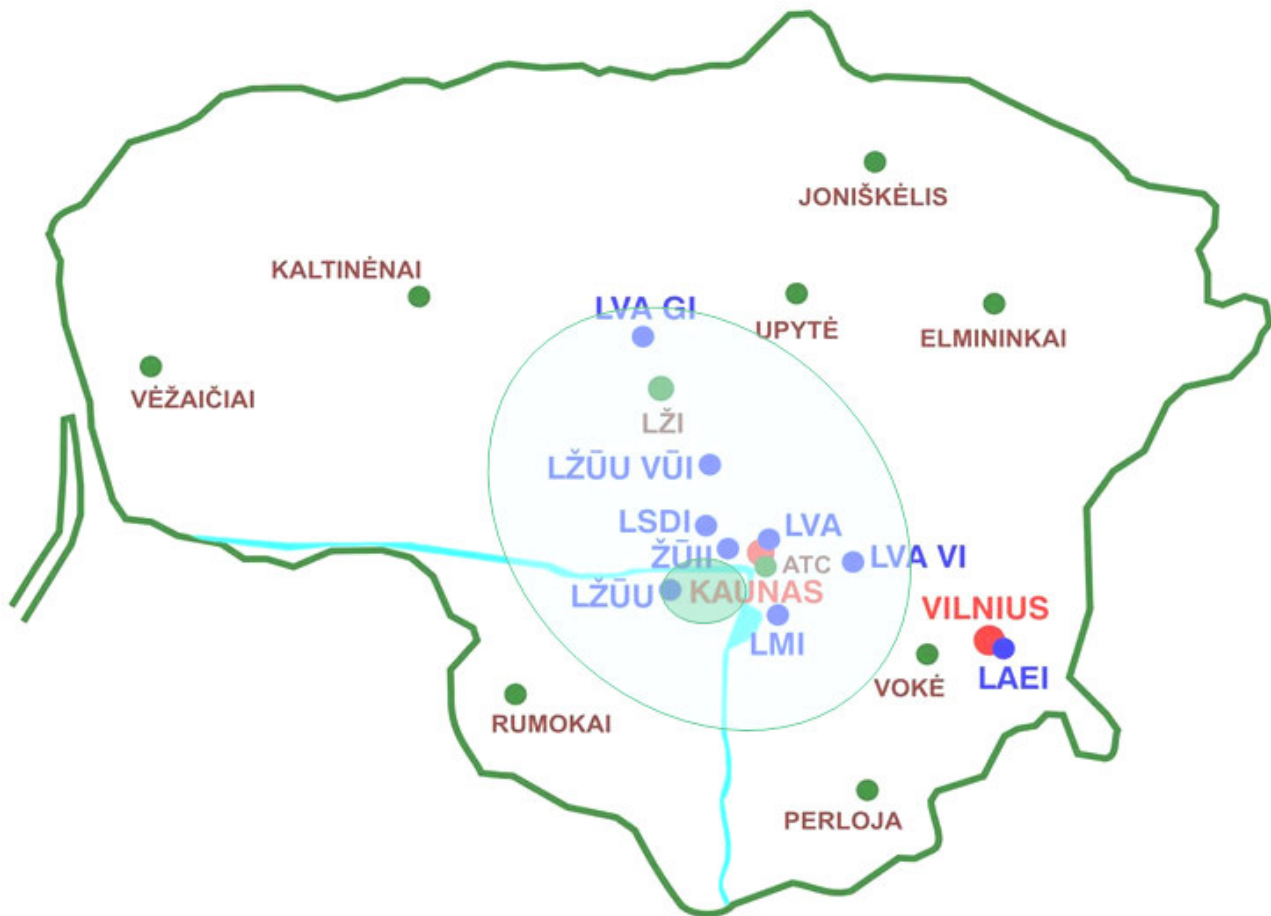 JONIŠKĖLIS
KALTINĖNAI
LVA GI
UPYTĖ
ELMININKAI
VĖŽAIČIAI
LŽI
LŽŪU VŪI
LSDI
LVA
ŽŪII
ATC
LVA VI
LŽŪU
KAUNAS
VILNIUS
LMI
LAEI
VOKĖ
RUMOKAI
PERLOJA